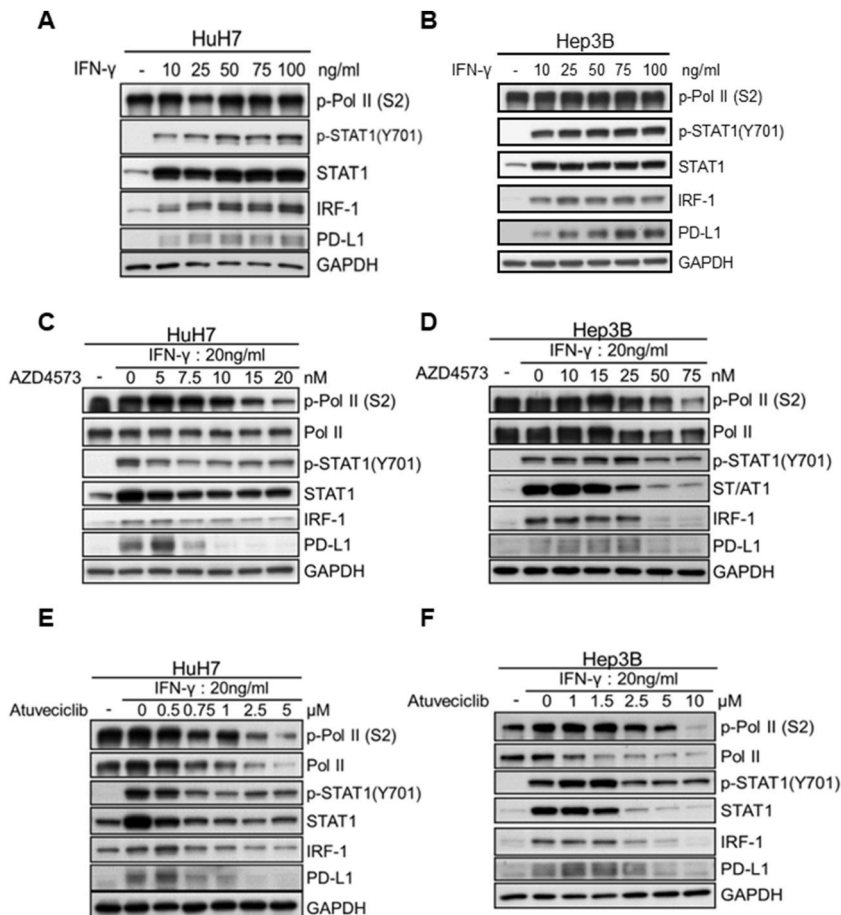 A
HuH7
IFN-γ - 10 25 50 75 100 ng/ml
p-Pol II (S2)
p-STAT1(Y701)
STAT1
IRF-1
PD-L1
GAPDH
B
Hep3B
IFN-γ - 10 25 50 75 100 ng/ml
p-Pol II (S2)
p-STAT1(Y701)
STAT1
IRF-1
PD-L1
GAPDH
C
HuH7
IFN-γ : 20ng/ml
AZD4573 - 0 5 7.5 10 15 20 nM
p-Pol II (S2)
Pol II
p-STAT1(Y701)
STAT1
IRF-1
PD-L1
GAPDH
D
Hep3B
IFN-γ : 20ng/ml
AZD4573 - 0 10 15 25 50 75 nM
p-Pol II (S2)
Pol II
p-STAT1(Y701)
ST/AT1
IRF-1
PD-L1
GAPDH
E
HuH7
IFN-γ : 20ng/ml
Atuveciclib - 0 0.5 0.75 1 2.5 5 μM
p-Pol II (S2)
Pol II
p-STAT1(Y701)
STAT1
IRF-1
PD-L1
GAPDH
F
Hep3B
IFN-γ : 20ng/ml
Atuveciclib - 0 1 1.5 2.5 5 10 μM
p-Pol II (S2)
Pol II
p-STAT1(Y701)
STAT1
IRF-1
PD-L1
GAPDH